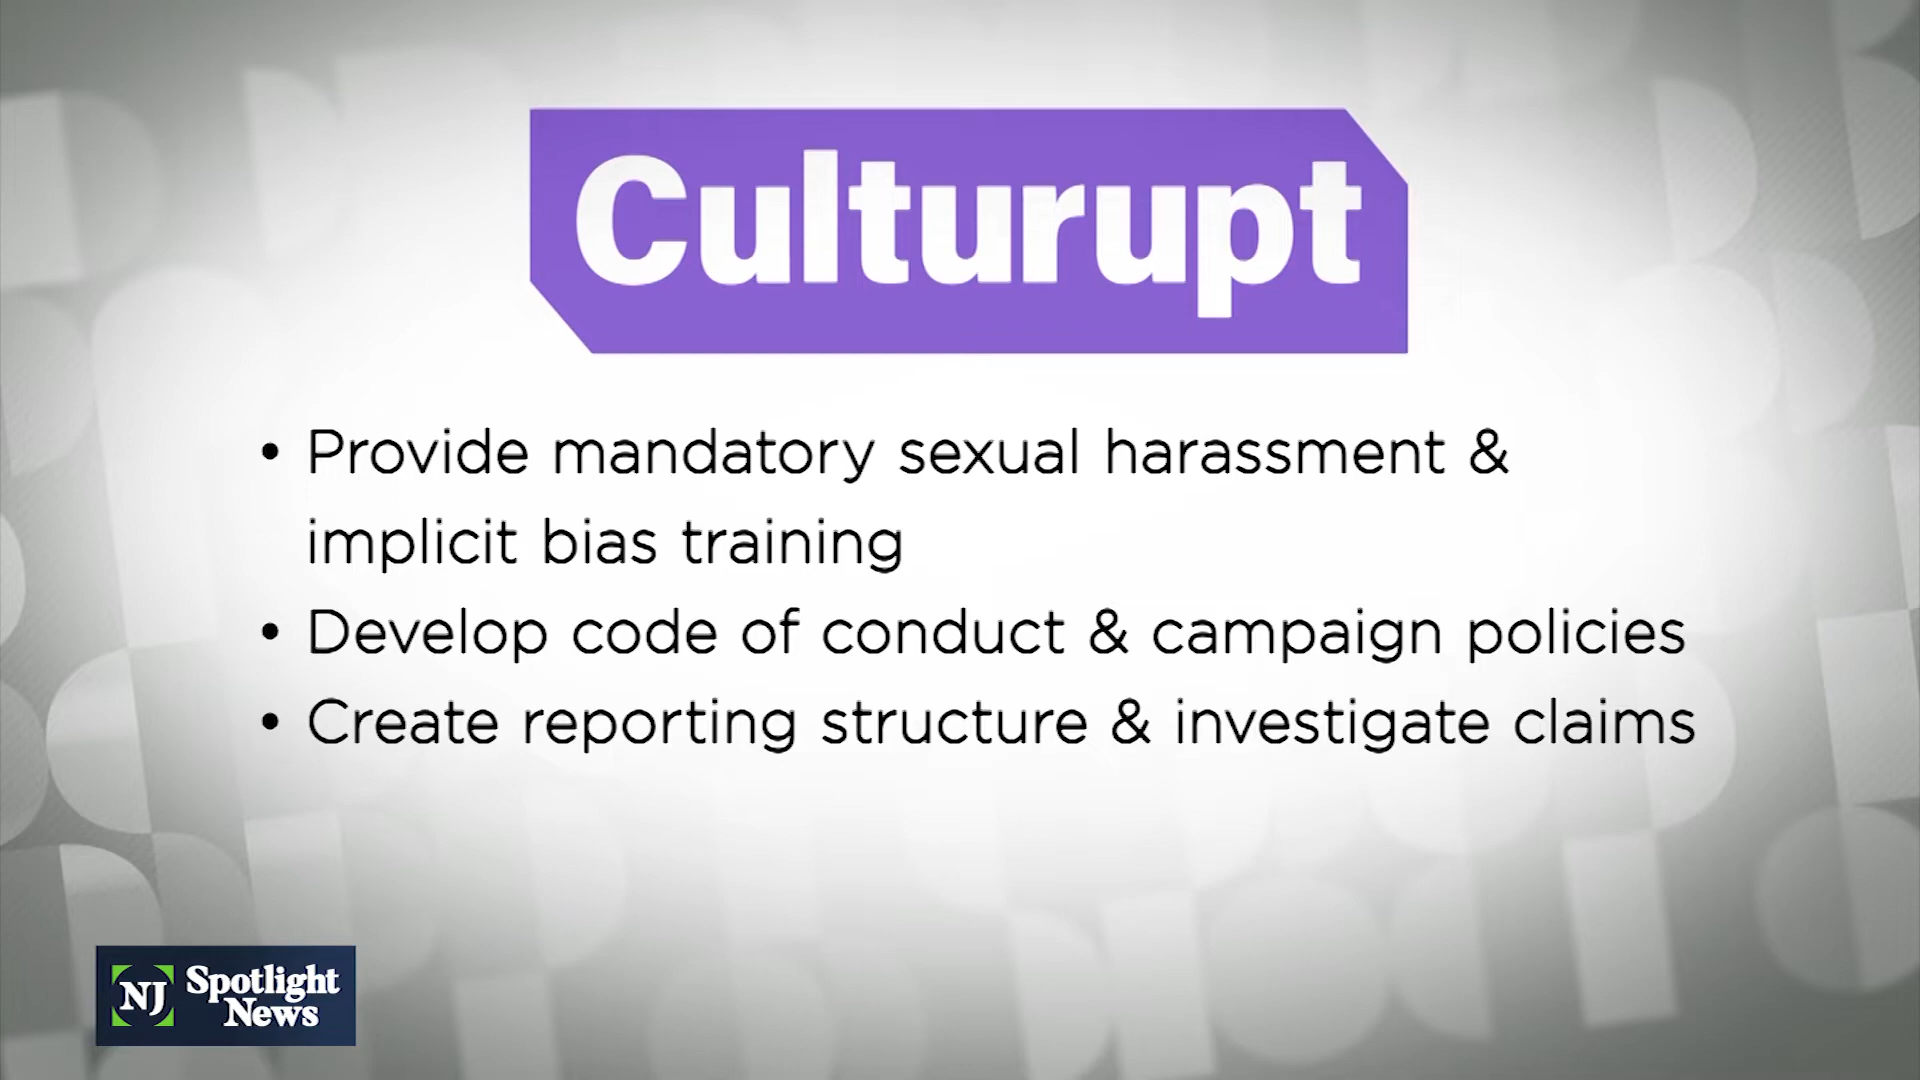 Culturupt
• Provide mandatory sexual harassment &
implicit bias training
• Develop code of conduct & campaign policies
• Create reporting structure & investigate claims
NJ Spotlight
News